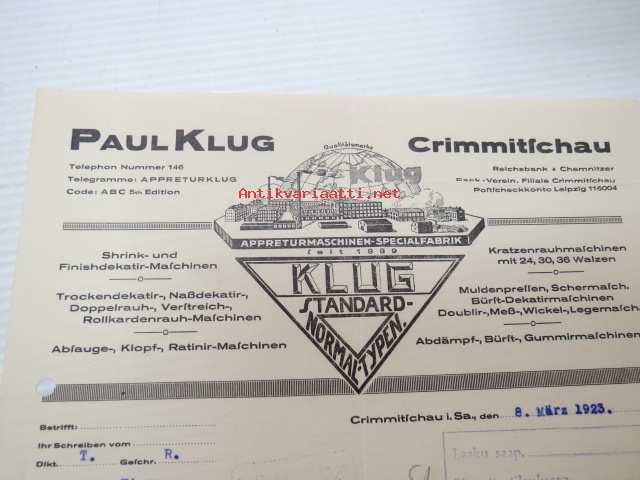 PAUL KLUG
Telephon Nummer 146
Telegramme: APPRETURKLUG
Code: ABC 5th Edition
Qualitätsmarke
Klug
Antikvariaatti.net
APPRETURMASCHINEN-SPECIALFABRIK
ſeit 1889
KLUG
STANDARD-
NORMAL-TYPEN.
Crimmitſchau
Reichsbank + Chemnitzer
Bank-Verein, Filiale Crimmitſchau
Poſtſcheckkonto Leipzig 116004
Shrink- und
Finishdekatir-Maſchinen
Trockendekatir-, Naßdekatir-,
Doppelrauh-, Verſtreich-,
Rollkardenrauh-Maſchinen
Abſauge-, Klopf-, Ratinir-Maſchinen
Kratzenrauhmaſchinen
mit 24, 30, 36 Walzen
Muldenpreſſen, Schermaſch.
Bürſt-Dekatirmaſchinen
Doublir-, Meß-, Wickel-, Legemaſch.
Abdämpf-, Bürſt-, Gummirmaſchinen
Betrifft:
Crimmitſchau i. Sa., den 8. März 1923.
Ihr Schreiben vom
Dikt. T. Geſchr. R.
Lasku saap.